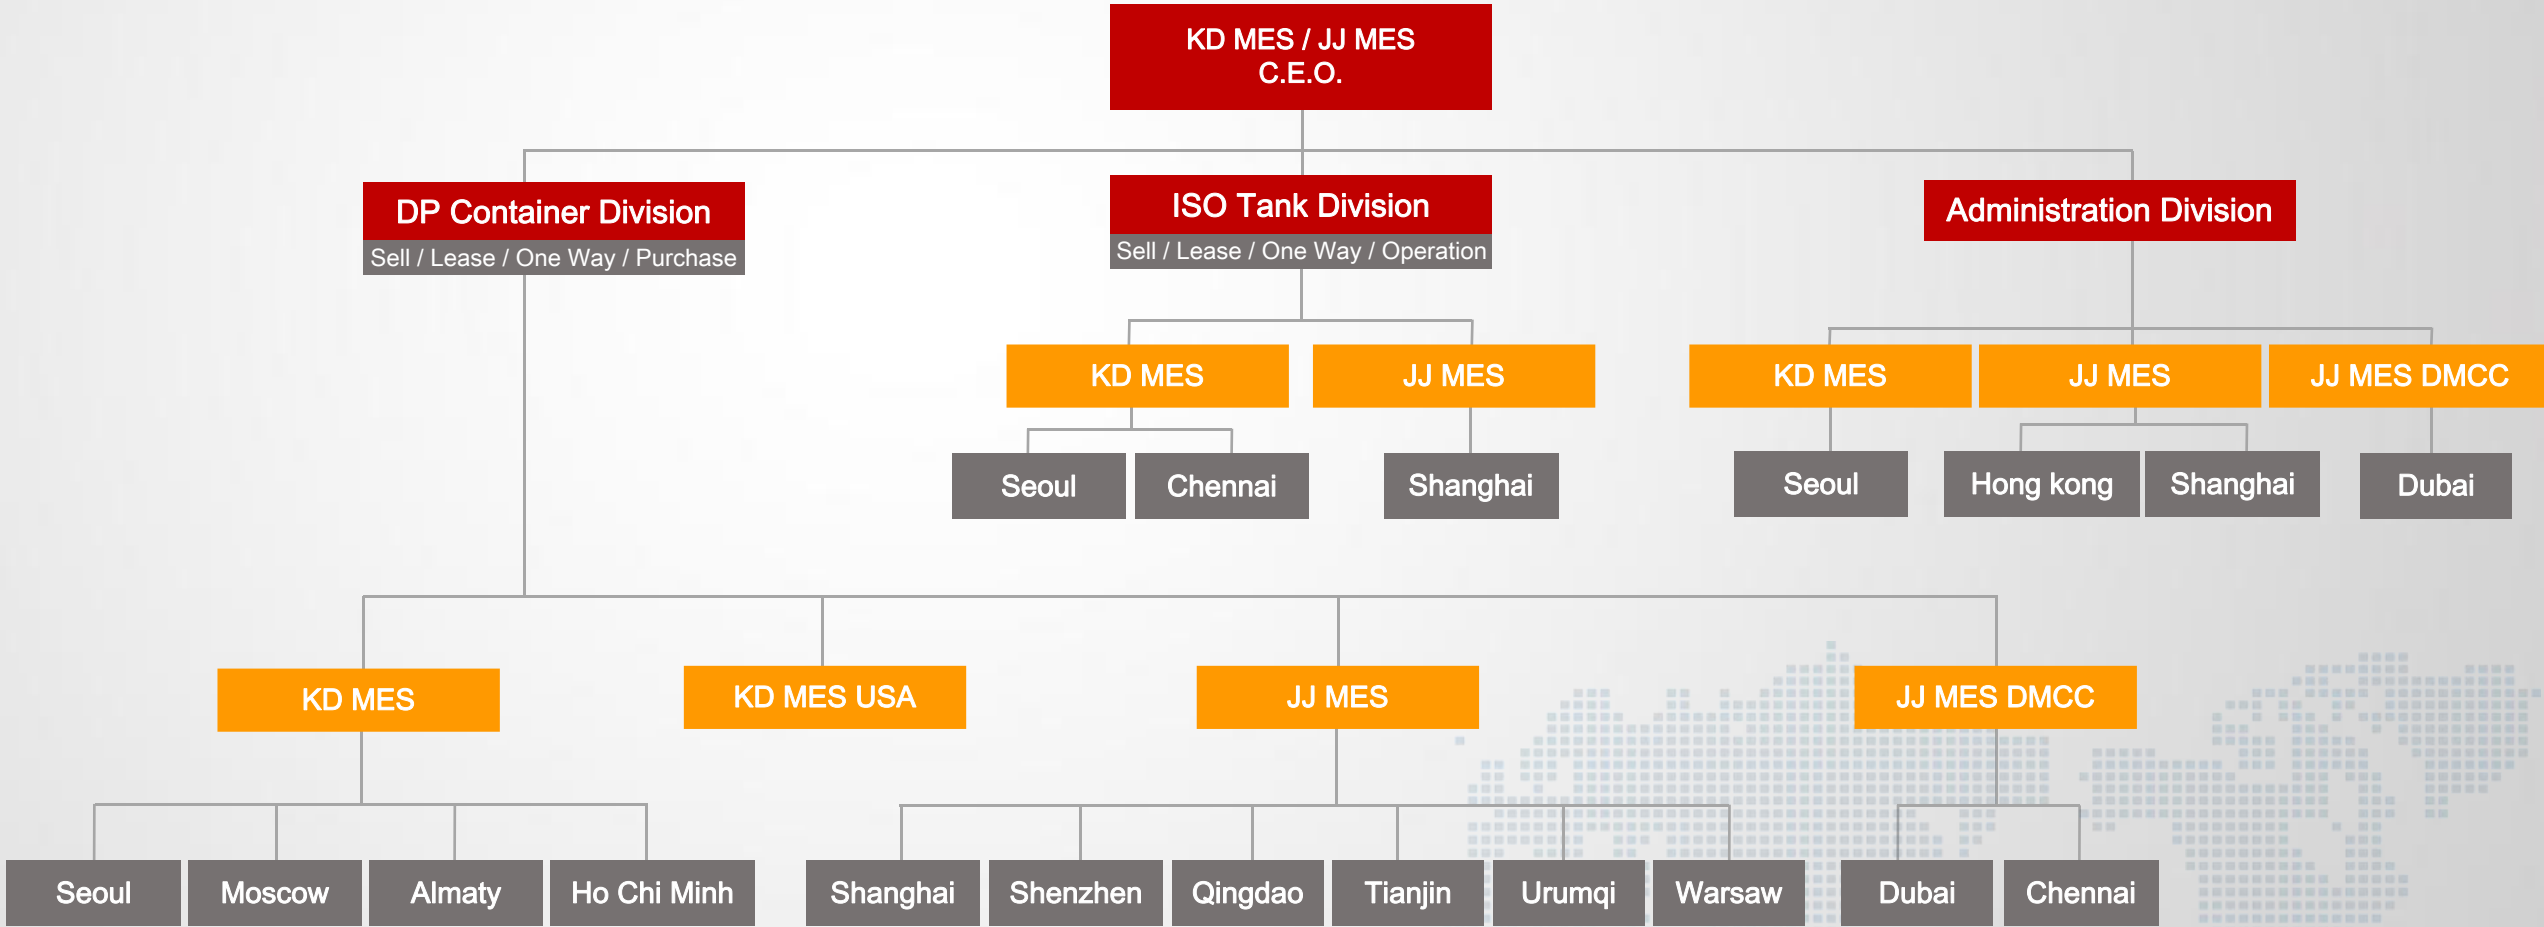 KD MES / JJ MES
C.E.O.
DP Container Division
Sell / Lease / One Way / Purchase
ISO Tank Division
Sell / Lease / One Way / Operation
Administration Division
KD MES
JJ MES
KD MES
JJ MES
JJ MES DMCC
Seoul
Chennai
Shanghai
Seoul
Hong kong
Shanghai
Dubai
KD MES
KD MES USA
JJ MES
JJ MES DMCC
Seoul
Moscow
Almaty
Ho Chi Minh
Shanghai
Shenzhen
Qingdao
Tianjin
Urumqi
Warsaw
Dubai
Chennai